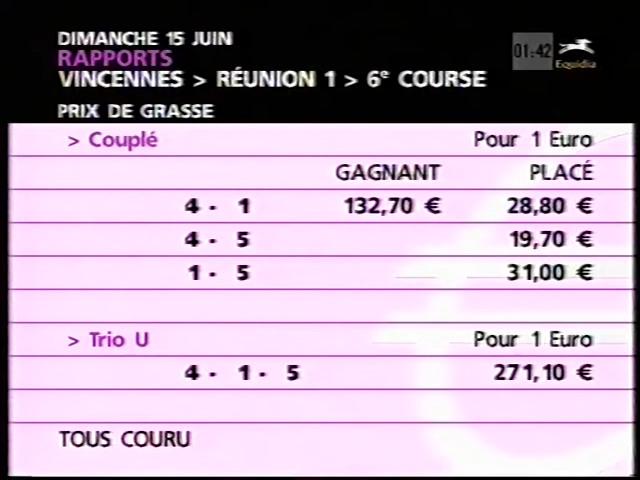 DIMANCHE 15 JUIN
RAPPORTS
01:42
Equidia
VINCENNES > RÉUNION 1 > 6e COURSE
PRIX DE GRASSE
> Couplé Pour 1 Euro
GAGNANT PLACÉ
4 - 1 132,70 € 28,80 €
4 - 5 19,70 €
1 - 5 31,00 €
> Trio U Pour 1 Euro
4 - 1 - 5 271,10 €
TOUS COURU